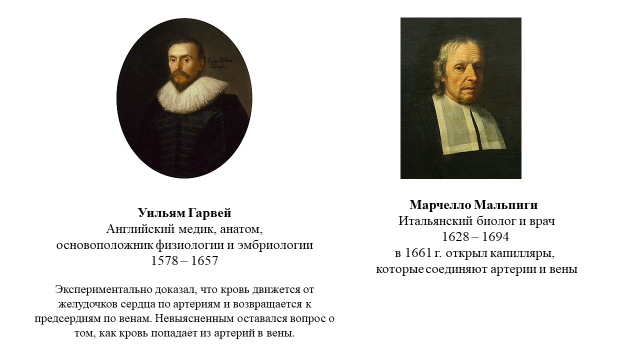 Уильям Гарвей
Английский медик, анатом,
основоположник физиологии и эмбриологии
1578 – 1657
Экспериментально доказал, что кровь движется от
желудочков сердца по артериям и возвращается к
предсердиям по венам. Невыясненным оставался вопрос о
том, как кровь попадает из артерий в вены.
Марчелло Мальпиги
Итальянский биолог и врач
1628 – 1694
в 1661 г. открыл капилляры,
которые соединяют артерии и вены